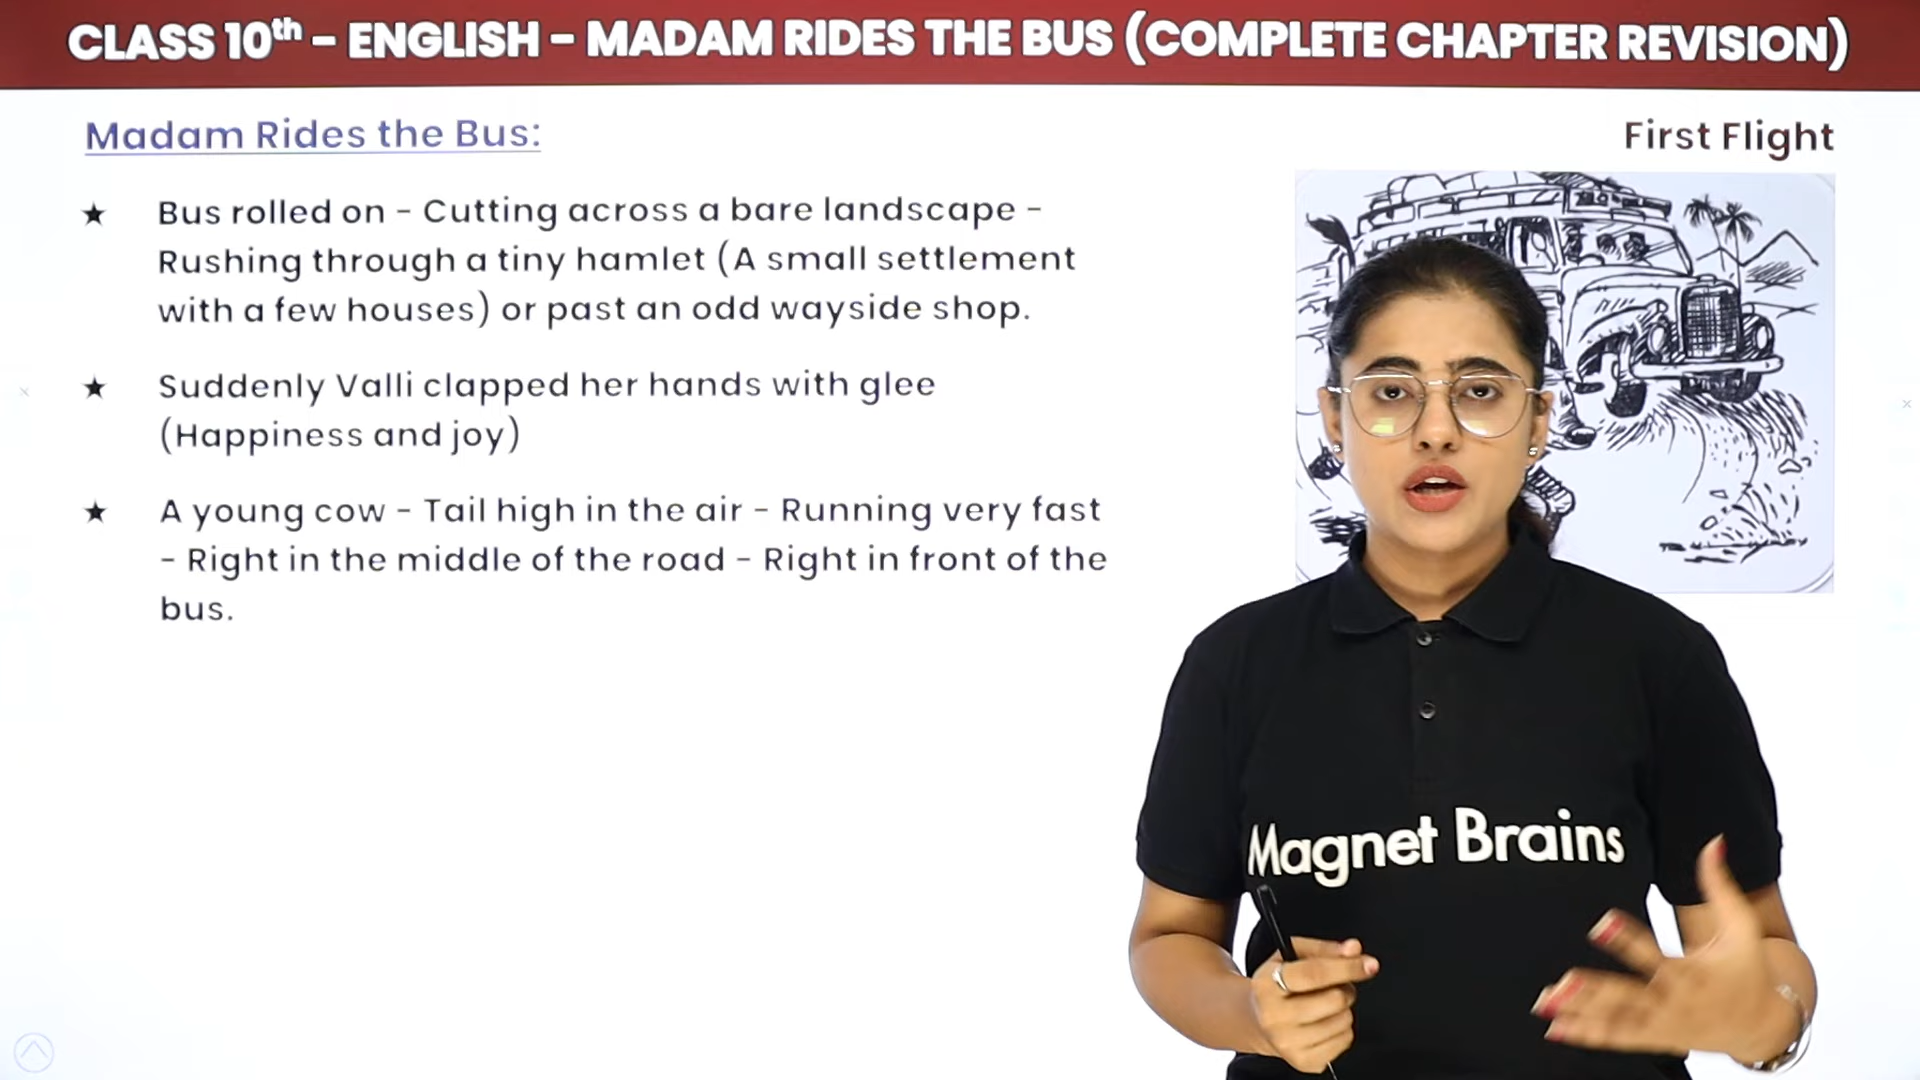 CLASS 10th – ENGLISH – MADAM RIDES THE BUS (COMPLETE CHAPTER REVISION)
Madam Rides the Bus:
First Flight
★ Bus rolled on - Cutting across a bare landscape -
Rushing through a tiny hamlet (A small settlement
with a few houses) or past an odd wayside shop.
★ Suddenly Valli clapped her hands with glee
(Happiness and joy)
★ A young cow - Tail high in the air - Running very fast
- Right in the middle of the road - Right in front of the
bus.
Magnet Brains